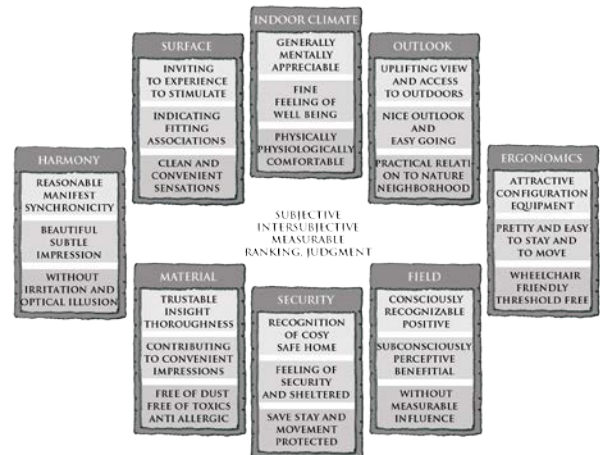 INDOOR CLIMATE
GENERALLY
MENTALLY
APPRECIABLE
FINE
FEELING OF
WELL BEING
PHYSICALLY
PHYSIOLOGICALLY
COMFORTABLE
SURFACE
INVITING
TO EXPERIENCE
TO STIMULATE
INDICATING
FITTING
ASSOCIATIONS
CLEAN AND
CONVENIENT
SENSATIONS
OUTLOOK
UPLIFTING VIEW
AND ACCESS
TO OUTDOORS
NICE OUTLOOK
AND
EASY GOING
PRACTICAL RELATI
ON TO NATURE
NEIGHBORHOOD
HARMONY
REASONABLE
MANIFEST
SYNCHRONICITY
BEAUTIFUL
SUBTLE
IMPRESSION
WITHOUT
IRRITATION AND
OPTICAL ILLUSION
ERGONOMICS
ATTRACTIVE
CONFIGURATION
EQUIPMENT
PRETTY AND EASY
TO STAY AND
TO MOVE
WHEELCHAIR
FRIENDLY
THRESHOLD FREE
SUBJECTIVE
INTERSUBJECTIVE
MEASURABLE
RANKING, JUDGMENT
MATERIAL
TRUSTABLE
INSIGHT
THOROUGHNESS
CONTRIBUTING
TO CONVENIENT
IMPRESSIONS
FREE OF DUST
FREE OF TOXICS
ANTI ALLERGIC
SECURITY
RECOGNITION
OF COSY
SAFE HOME
FEELING OF
SECURITY
AND SHELTERED
SAVE STAY AND
MOVEMENT
PROTECTED
FIELD
CONSCIOUSLY
RECOGNIZABLE
POSITIVE
SUBCONSCIOUSLY
PERCEPTIVE
BENEFITIAL
WITHOUT
MEASURABLE
INFLUENCE